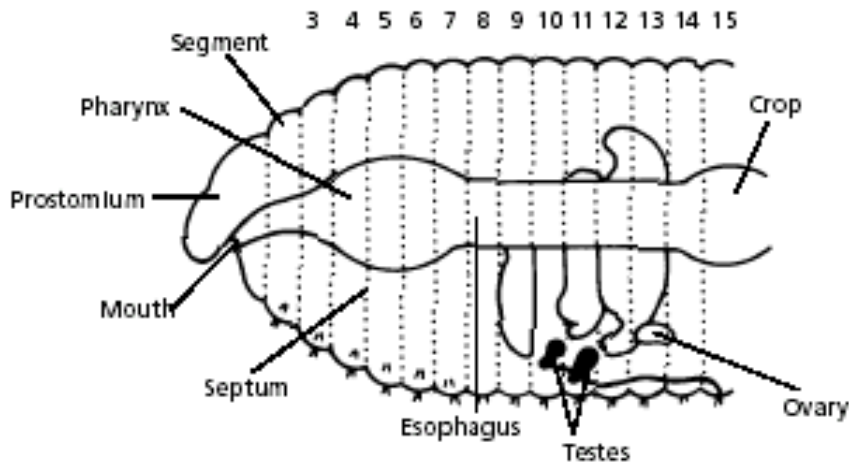 3 4 5 6 7 8 9 10 11 12 13 14 15
Segment
Pharynx
Crop
Prostomium
Mouth
Septum
Ovary
Esophagus
Testes